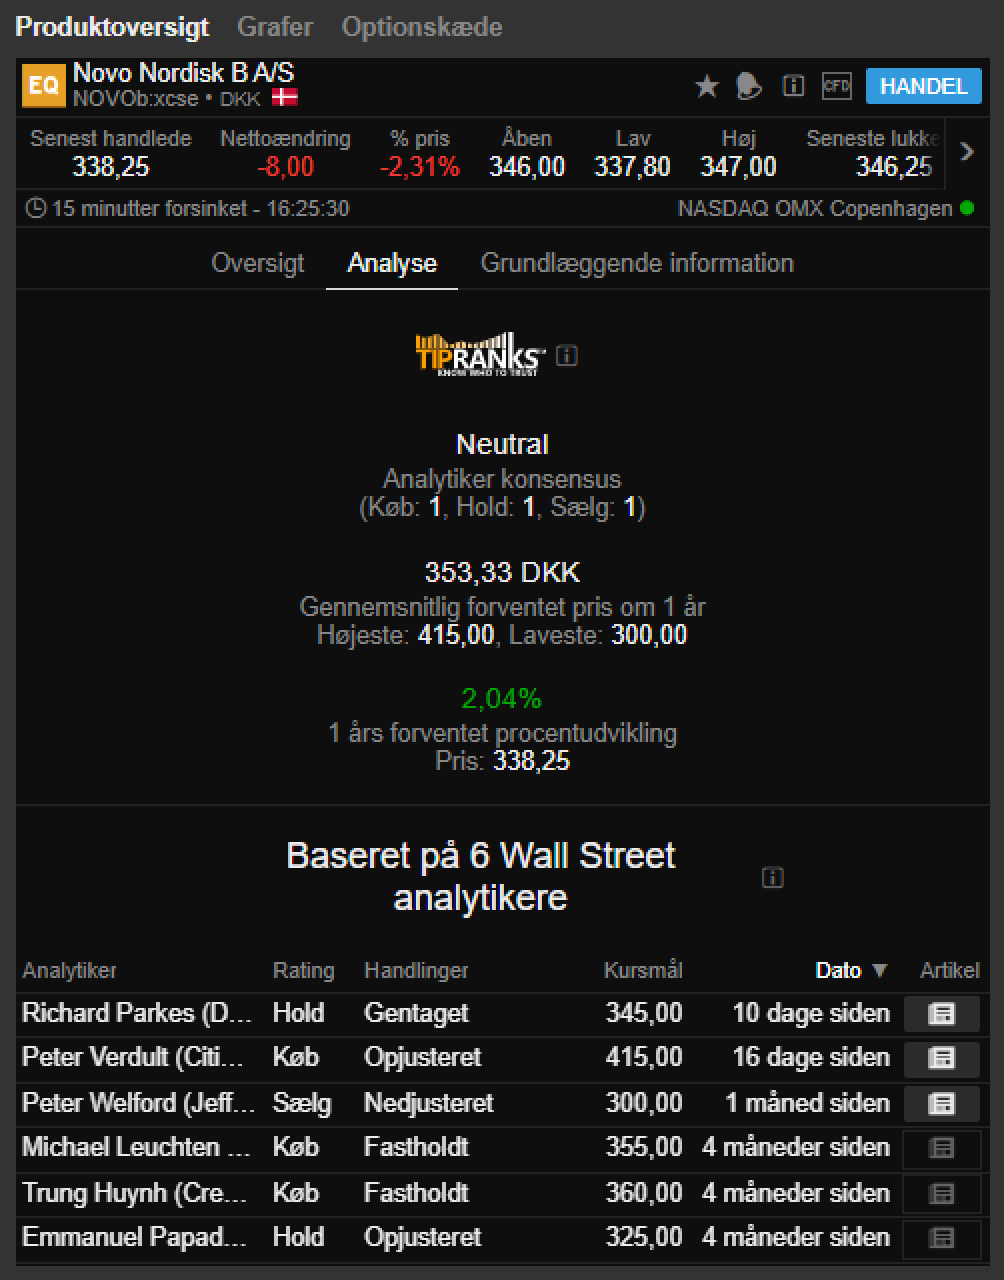 Produktoversigt Grafer Optionskæde
EQ Novo Nordisk B A/S
NOVOb:xcse • DKK
CFD HANDEL
Senest handlede Nettoændring % pris Åben Lav Høj Seneste lukke
338,25 -8,00 -2,31% 346,00 337,80 347,00 346,25
15 minutter forsinket - 16:25:30 NASDAQ OMX Copenhagen
Oversigt Analyse Grundlæggende information
TIPRANKS™
KNOW WHO TO TRUST
Neutral
Analytiker konsensus
(Køb: 1, Hold: 1, Sælg: 1)
353,33 DKK
Gennemsnitlig forventet pris om 1 år
Højeste: 415,00, Laveste: 300,00
2,04%
1 års forventet procentudvikling
Pris: 338,25
Baseret på 6 Wall Street
analytikere
Analytiker Rating Handlinger Kursmål Dato ▼ Artikel
Richard Parkes (D... Hold Gentaget 345,00 10 dage siden
Peter Verdult (Citi... Køb Opjusteret 415,00 16 dage siden
Peter Welford (Jeff... Sælg Nedjusteret 300,00 1 måned siden
Michael Leuchten ... Køb Fastholdt 355,00 4 måneder siden
Trung Huynh (Cre... Køb Fastholdt 360,00 4 måneder siden
Emmanuel Papad... Hold Opjusteret 325,00 4 måneder siden